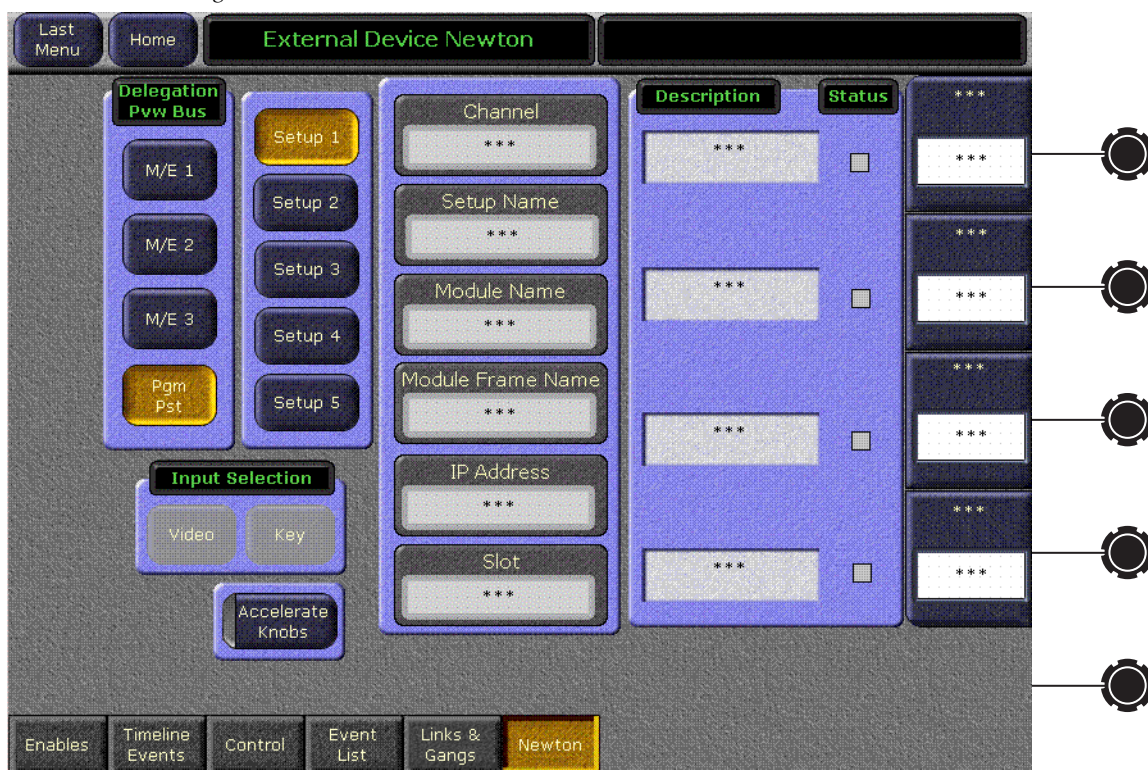 Last
Menu
Home
External Device Newton
Delegation
Pvw Bus
M/E 1
M/E 2
M/E 3
Pgm
Pst
Setup 1
Setup 2
Setup 3
Setup 4
Setup 5
Input Selection
Video
Key
Accelerate
Knobs
Channel
***
Setup Name
***
Module Name
***
Module Frame Name
***
IP Address
***
Slot
***
Description
Status
***
***
***
***
***
***
***
***
***
***
***
***
Enables
Timeline
Events
Control
Event
List
Links &
Gangs
Newton